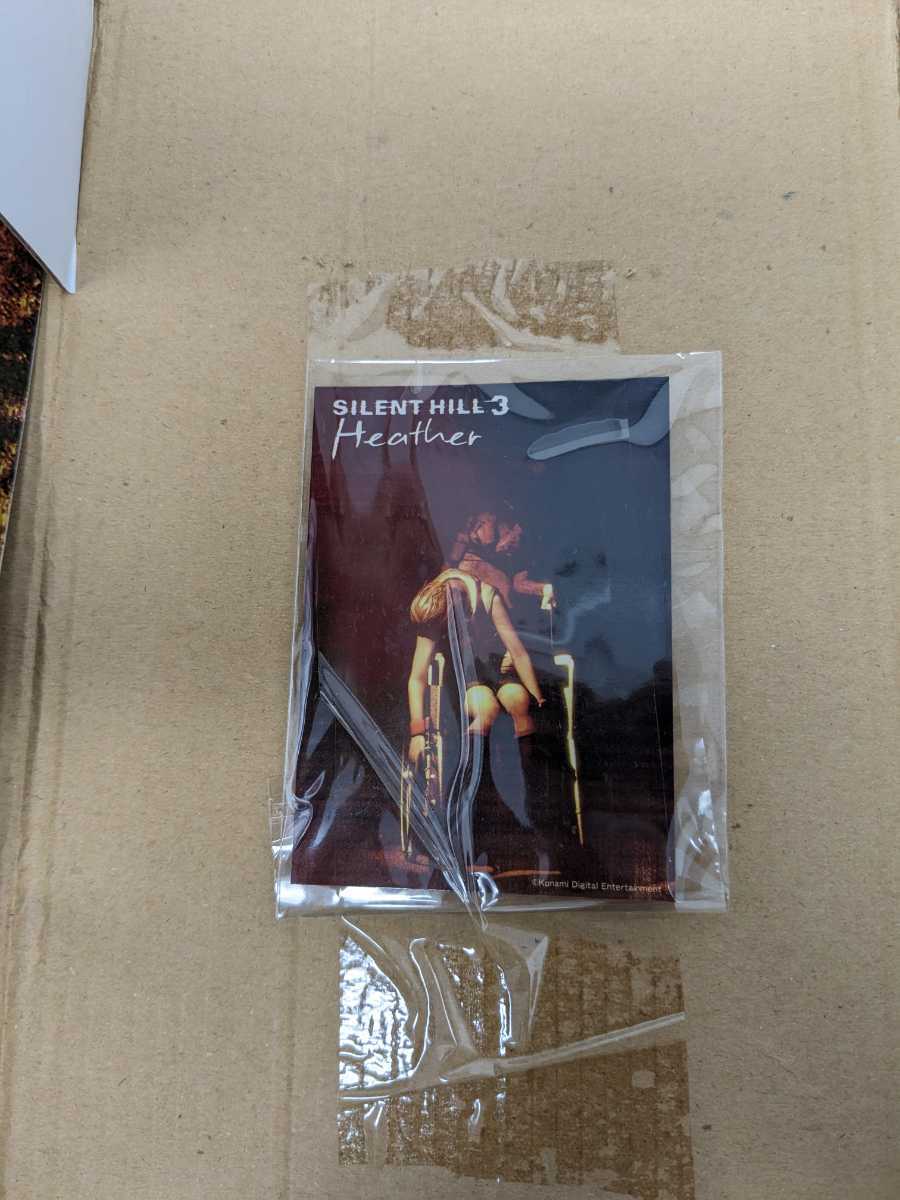 SILENT HILL 3
Heather
©Konami Digital Entertainment